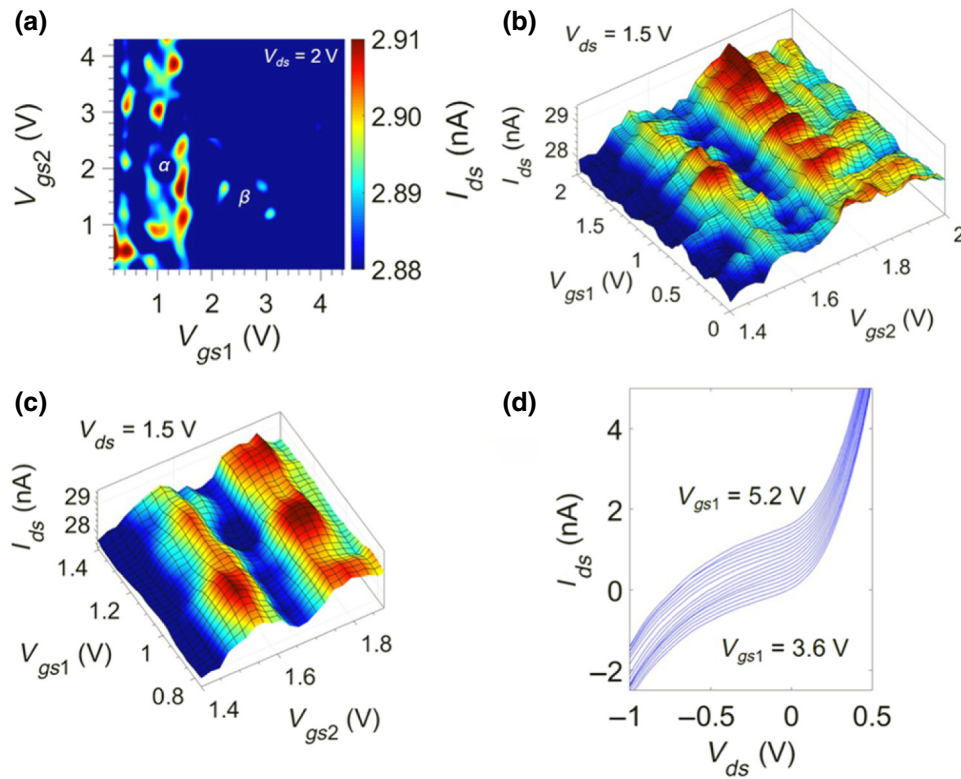 (a)
V_ds = 2 V
4
3
2
1
α
β
1 2 3 4
V_gs1 (V)
V_gs2 (V)
2.91
2.90
2.89
2.88
I_ds (nA)
(b)
V_ds = 1.5 V
29
28
I_ds (nA)
2
1.5
1
0.5
0
V_gs1 (V)
1.4
1.6
1.8
2
V_gs2 (V)
(c)
V_ds = 1.5 V
29
28
I_ds (nA)
1.4
1.2
1
0.8
V_gs1 (V)
1.4
1.6
1.8
V_gs2 (V)
(d)
4
2
0
−2
I_ds (nA)
V_gs1 = 5.2 V
V_gs1 = 3.6 V
−1 −0.5 0 0.5
V_ds (V)